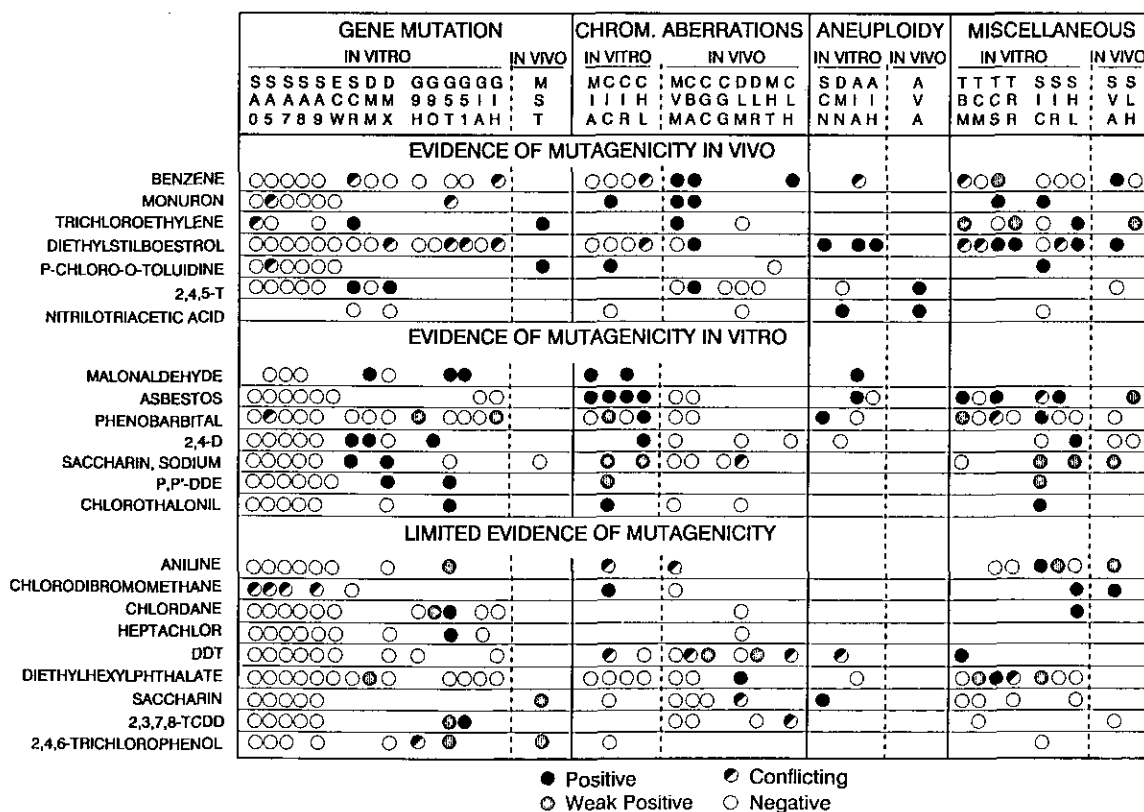 GENE MUTATION CHROM. ABERRATIONS ANEUPLOIDY MISCELLANEOUS
IN VITRO IN VIVO IN VITRO IN VIVO IN VITRO IN VIVO IN VITRO IN VIVO
S S S S S E S D D G G G G G G M M C C C M C C C D D M C S D A A A T T T T S S S S S
A A A A A C C M M 9 9 5 5 I I S I I I H V B G G L M H L C M I I V B C C R I I H V L
0 5 7 8 9 W R M X H O T 1 A H T A C R L M A C G M R T H N N A H A M M S C R L A H
EVIDENCE OF MUTAGENICITY IN VIVO
BENZENE
MONURON
TRICHLOROETHYLENE
DIETHYLSTILBOESTROL
P-CHLORO-O-TOLUIDINE
2,4,5-T
NITRILOTRIACETIC ACID
EVIDENCE OF MUTAGENICITY IN VITRO
MALONALDEHYDE
ASBESTOS
PHENOBARBITAL
2,4-D
SACCHARIN, SODIUM
P,P'-DDE
CHLOROTHALONIL
LIMITED EVIDENCE OF MUTAGENICITY
ANILINE
CHLORODIBROMOMETHANE
CHLORDANE
HEPTACHLOR
DDT
DIETHYLHEXYLPHTHALATE
SACCHARIN
2,3,7,8-TCDD
2,4,6-TRICHLOROPHENOL
Positive Conflicting
Weak Positive Negative